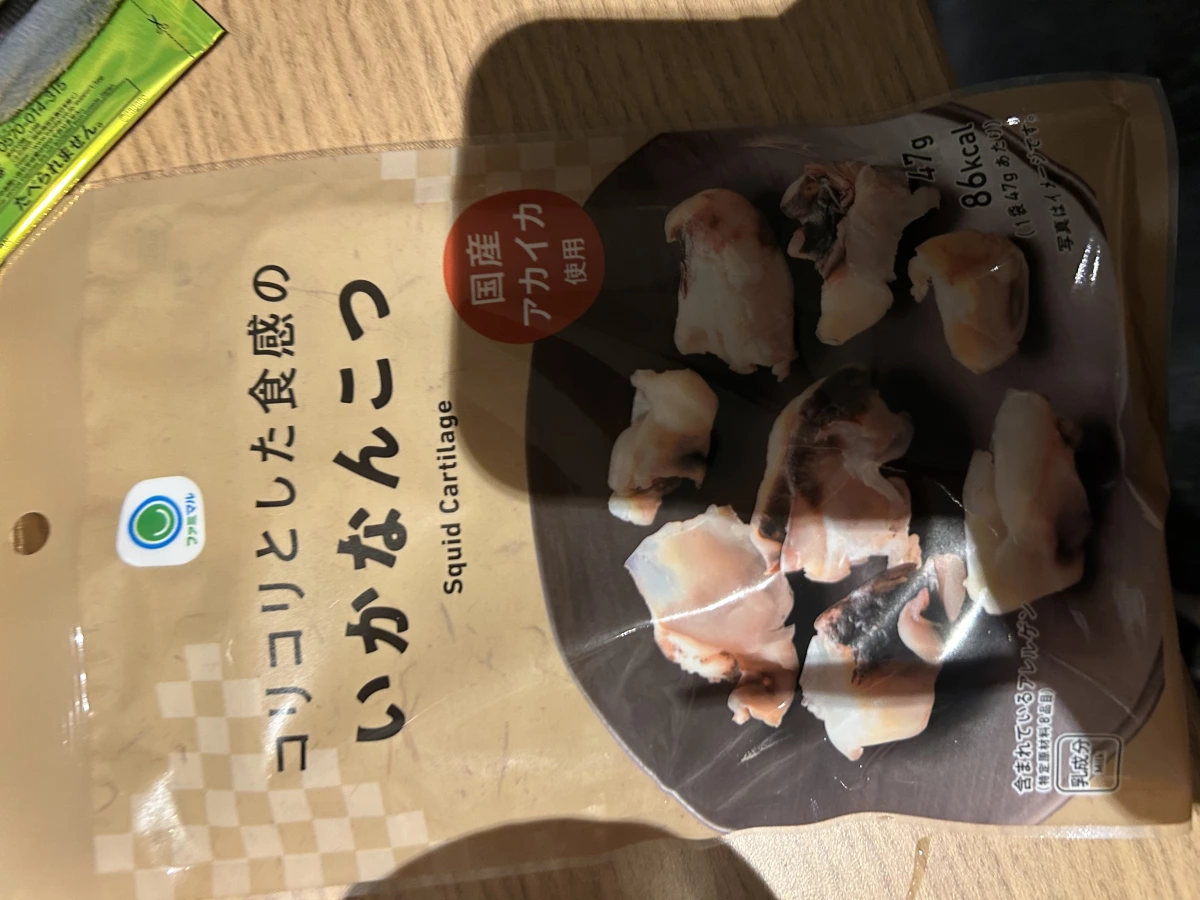 ファミマル
コリコリとした食感の
いかなんこつ
Squid Cartilage
国産
アカイカ
使用
47g
86kcal
(1袋47gあたり)
写真はイメージです。
含まれているアレルゲン
(特定原材料8品目)
乳成分
Milk
たべられません。
0570-014-315